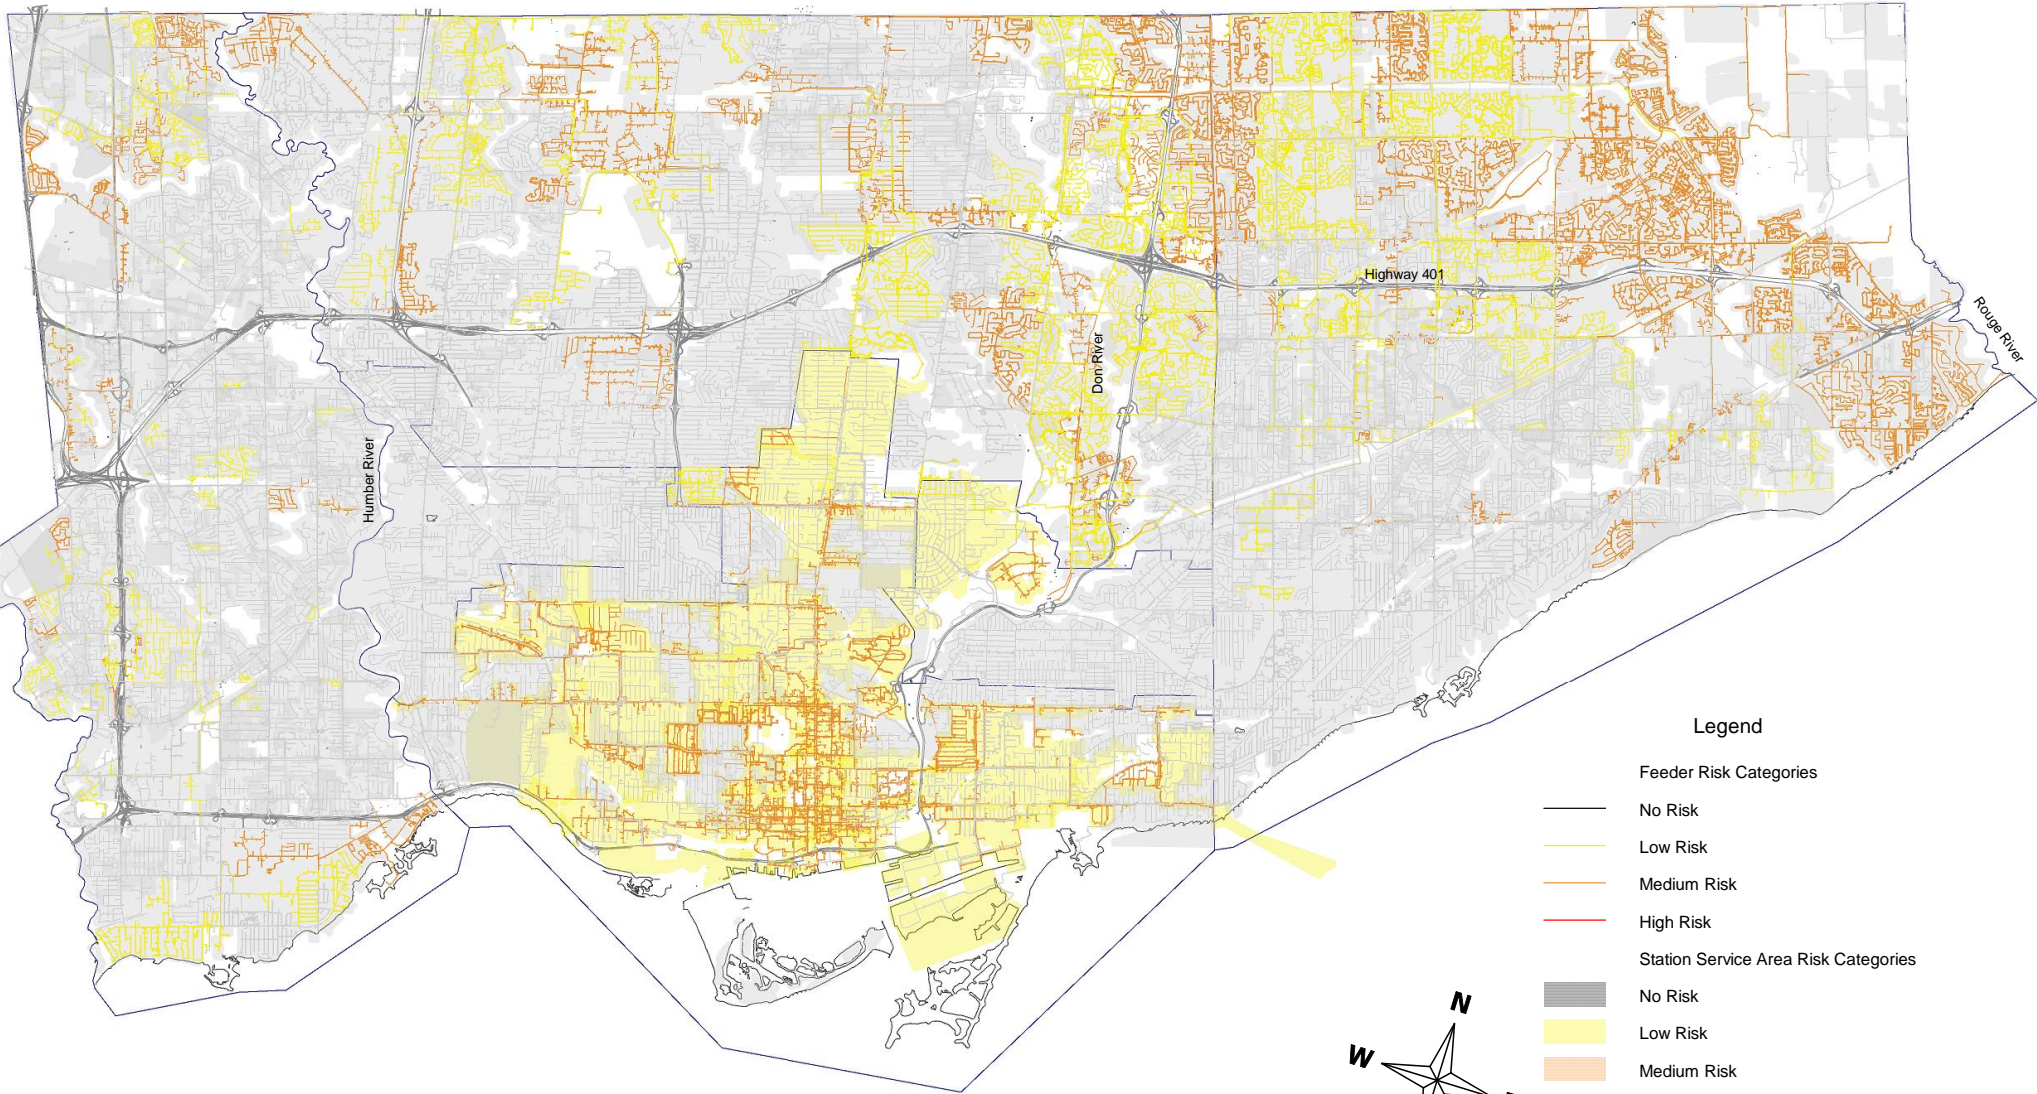 Highway 401
Rouge River
Don River
Humber River
Legend
Feeder Risk Categories
No Risk
Low Risk
Medium Risk
High Risk
Station Service Area Risk Categories
No Risk
Low Risk
Medium Risk
N
W